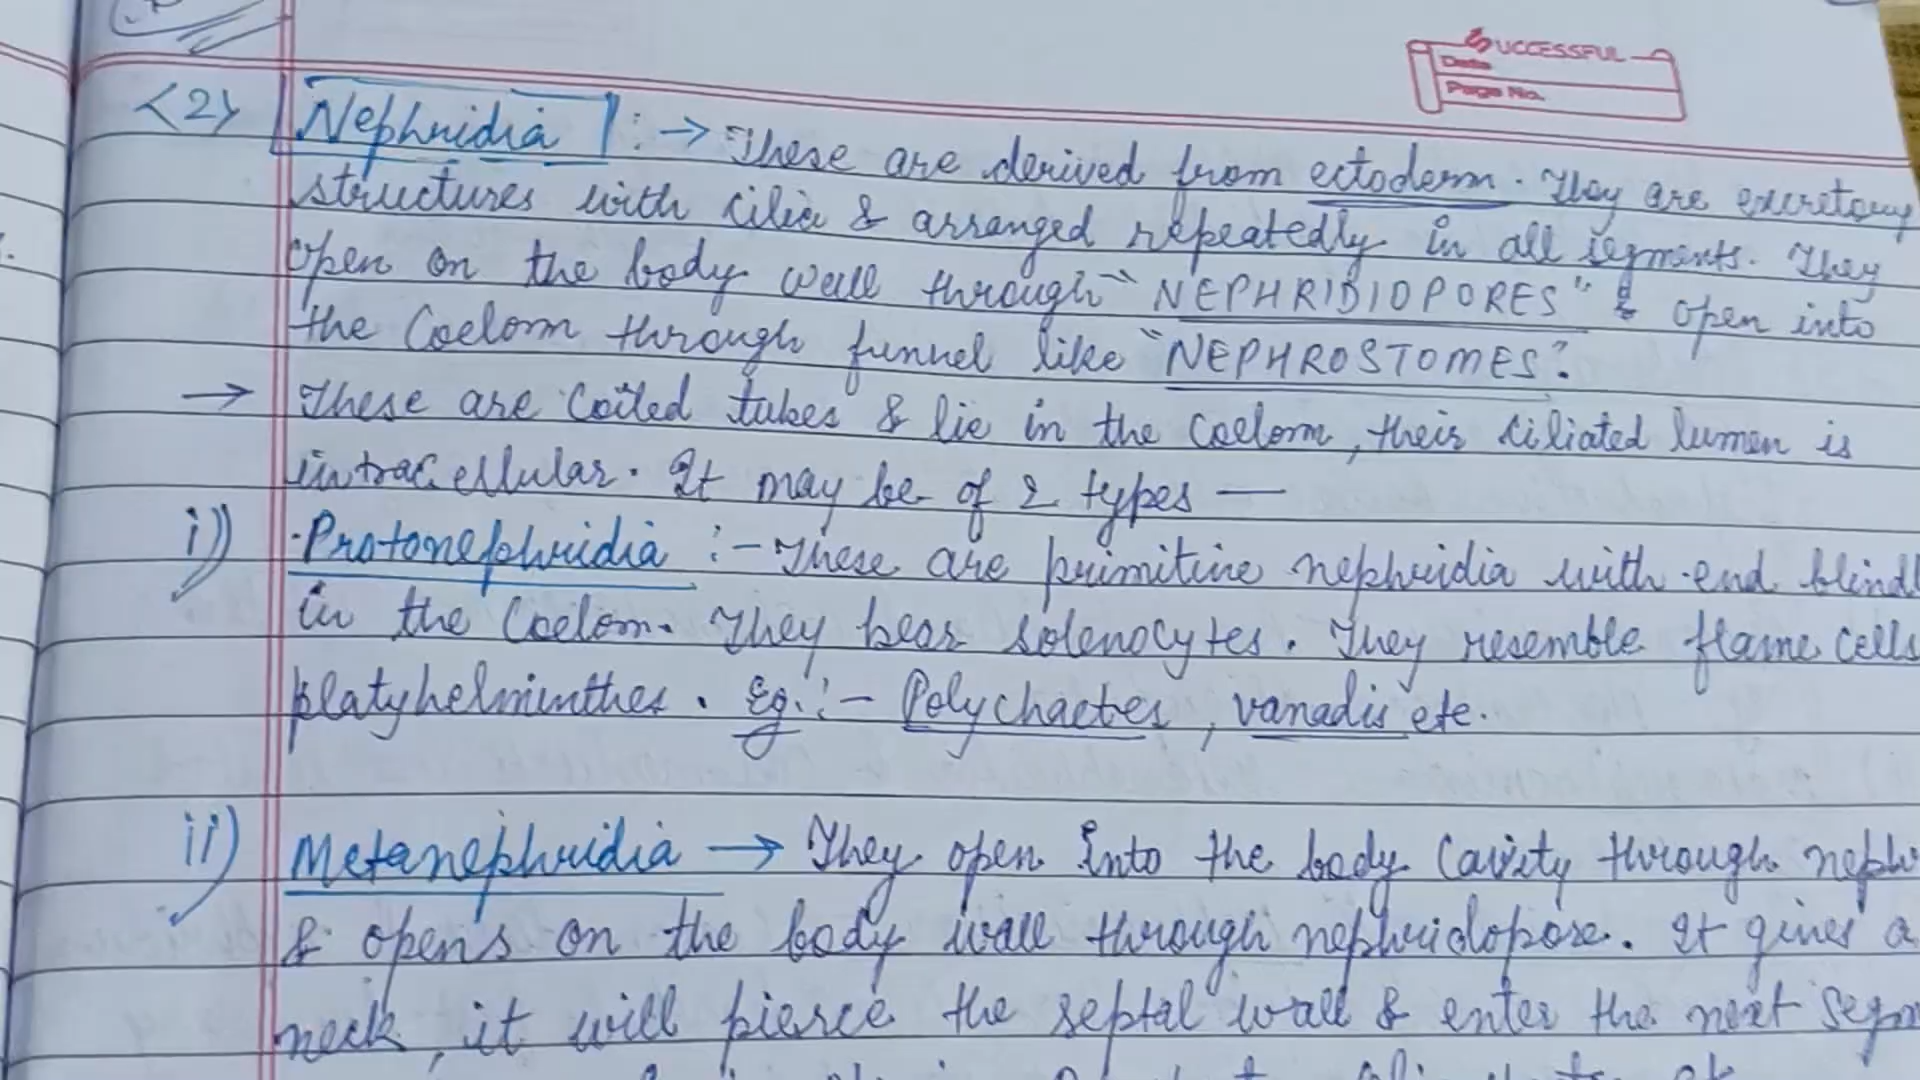 SUCCESSFUL
Date
Page No.
<2> Nephridia :→ These are derived from ectoderm. They are excretory
structures with cilia & arranged repeatedly in all segments. They
open on the body wall through "NEPHRIDIOPORES" & open into
the Coelom through funnel like "NEPHROSTOMES".
→ These are coiled tubes & lie in the Coelom, their ciliated lumen is
intracellular. It may be of 2 types —
i) Protonephridia :- These are primitive nephridia with end blind
in the Coelom. They bear solenocytes. They resemble flame cells
platyhelminthes. Eg:- Polychaetes, vanadis etc.
ii) Metanephridia → They open into the body cavity through neph
& opens on the body wall through nephridiopore. It gives a
neck, it will pierce the septal wall & enter the next segm